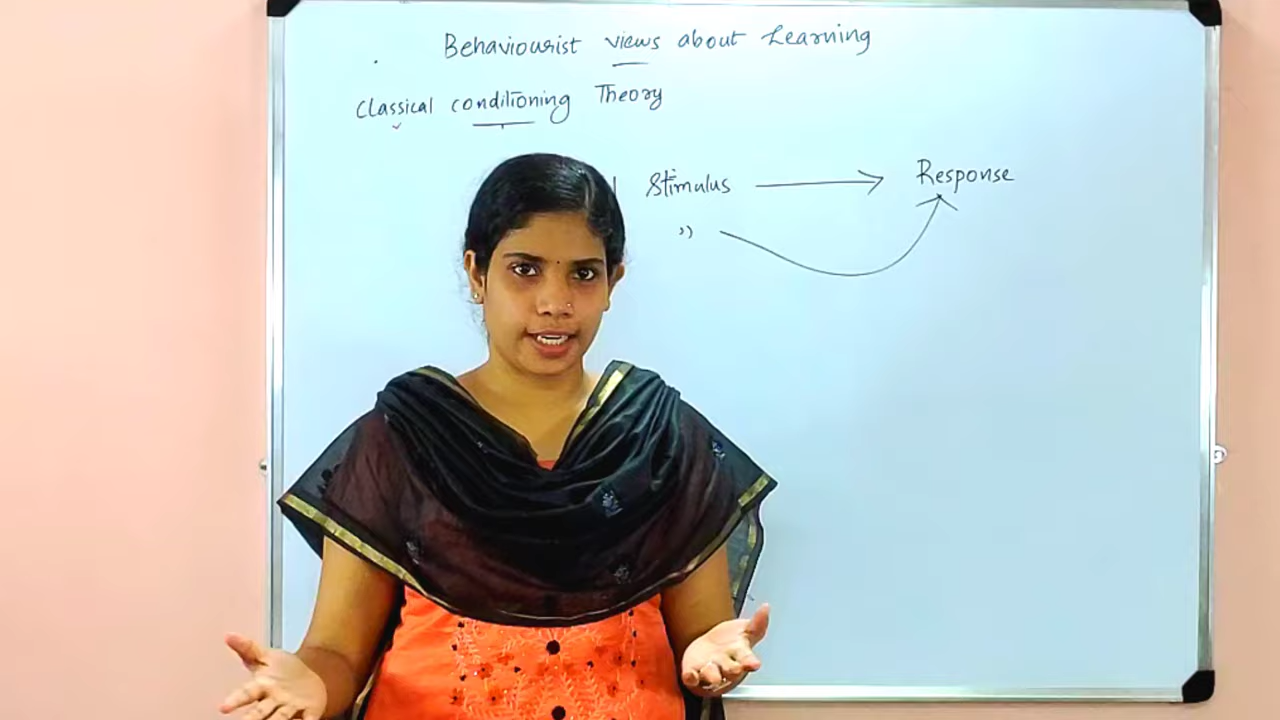 Behaviourist views about Learning
Classical conditioning Theory
Stimulus → Response
”